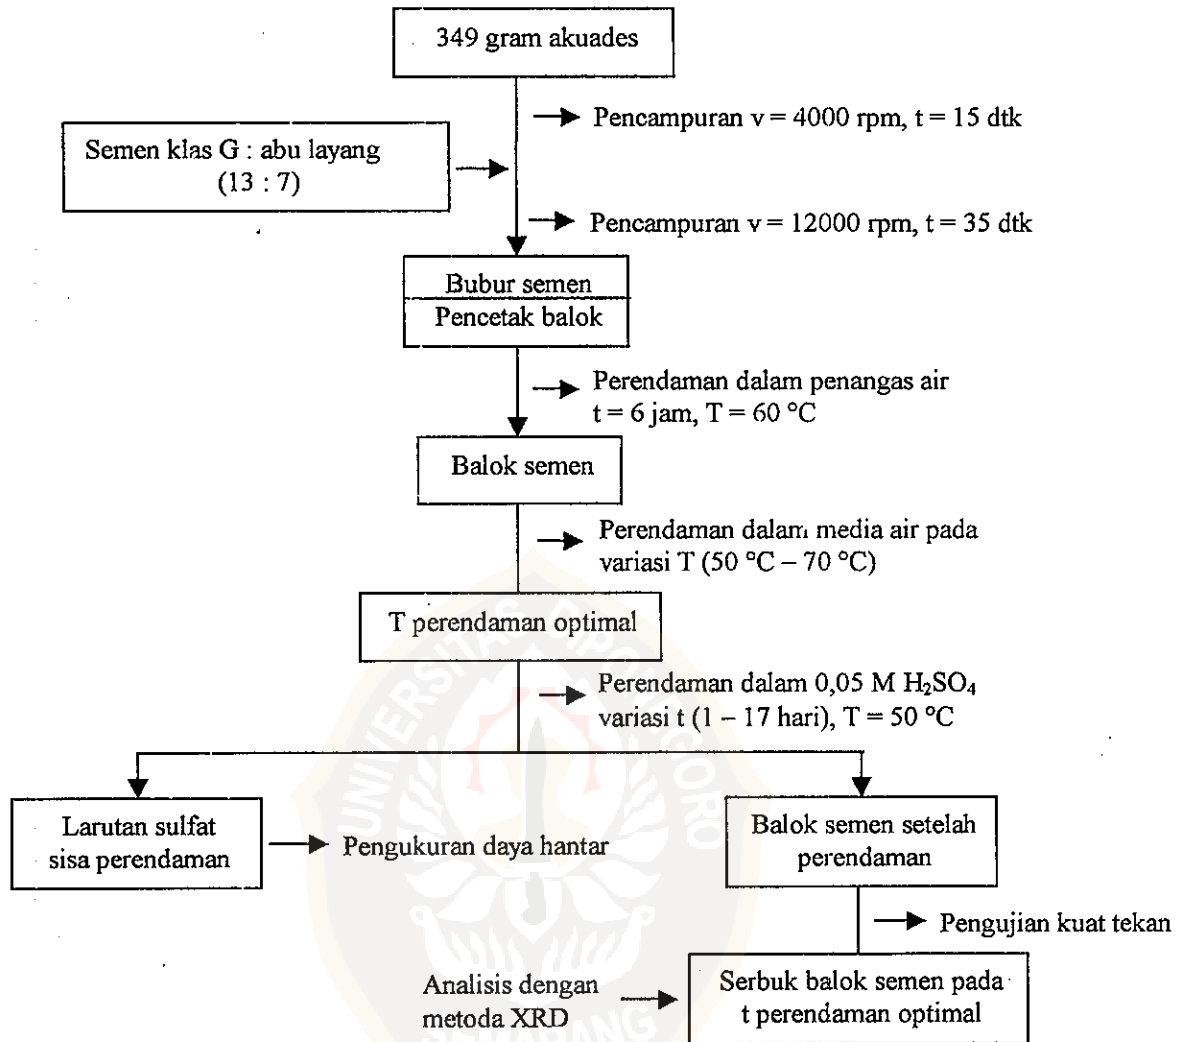 349 gram akuades
Pencampuran v = 4000 rpm, t = 15 dtk
Semen klas G : abu layang
(13 : 7)
Pencampuran v = 12000 rpm, t = 35 dtk
Bubur semen
Pencetak balok
Perendaman dalam penangas air
t = 6 jam, T = 60 °C
Balok semen
Perendaman dalam media air pada
variasi T (50 °C – 70 °C)
T perendaman optimal
Perendaman dalam 0,05 M H₂SO₄
variasi t (1 – 17 hari), T = 50 °C
Larutan sulfat
sisa perendaman
Pengukuran daya hantar
Balok semen setelah
perendaman
Pengujian kuat tekan
Analisis dengan
metoda XRD
Serbuk balok semen pada
t perendaman optimal
UNIVERSITAS DIPONEGORO
SEMARANG